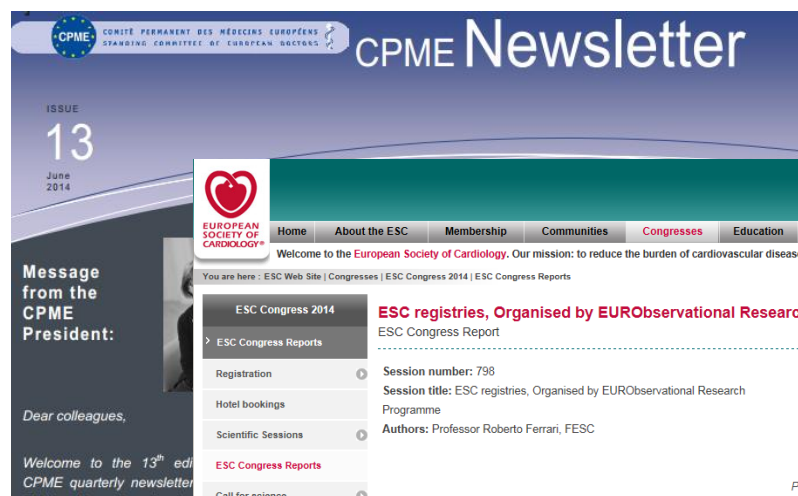 CPME
COMITÉ PERMANENT DES MÉDECINS EUROPÉENS
STANDING COMMITTEE OF EUROPEAN DOCTORS
CPME Newsletter
ISSUE
13
June
2014
EUROPEAN
SOCIETY OF
CARDIOLOGY®
Home About the ESC Membership Communities Congresses Education
Welcome to the European Society of Cardiology. Our mission: to reduce the burden of cardiovascular disease
You are here : ESC Web Site | Congresses | ESC Congress 2014 | ESC Congress Reports
Message
from the
CPME
President:
Dear colleagues,
Welcome to the 13th edi
CPME quarterly newsletter
ESC Congress 2014
ESC Congress Reports
Registration
Hotel bookings
Scientific Sessions
ESC Congress Reports
Call for science
ESC registries, Organised by EURObservational Researc
ESC Congress Report
Session number: 798
Session title: ESC registries, Organised by EURObservational Research
Programme
Authors: Professor Roberto Ferrari, FESC
P